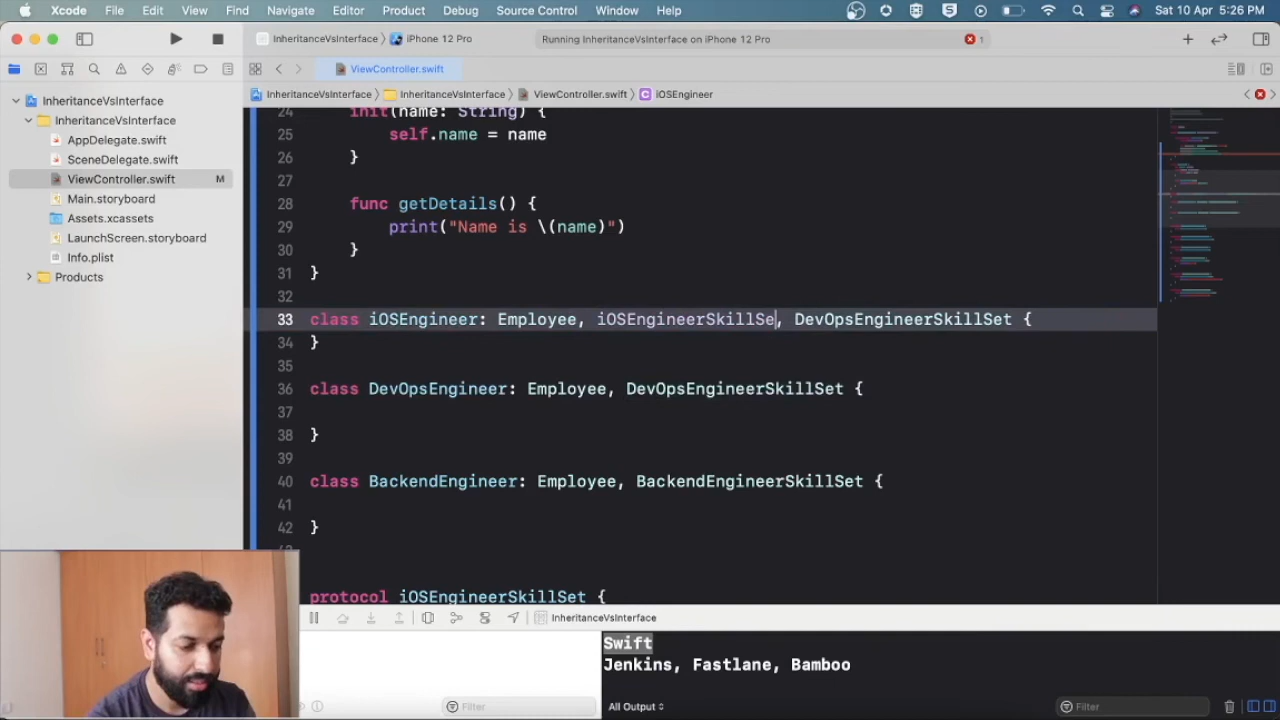 Xcode File Edit View Find Navigate Editor Product Debug Source Control Window Help Sat 10 Apr 5:26 PM
InheritanceVsInterface iPhone 12 Pro Running InheritanceVsInterface on iPhone 12 Pro 1
ViewController.swift
InheritanceVsInterface InheritanceVsInterface ViewController.swift C iOSEngineer
InheritanceVsInterface
InheritanceVsInterface
AppDelegate.swift
SceneDelegate.swift
ViewController.swift M
Main.storyboard
Assets.xcassets
LaunchScreen.storyboard
Info.plist
Products
24 init(name: String) {
25 self.name = name
26 }
27
28 func getDetails() {
29 print("Name is \(name)")
30 }
31 }
32
33 class iOSEngineer: Employee, iOSEngineerSkillSe, DevOpsEngineerSkillSet {
34 }
35
36 class DevOpsEngineer: Employee, DevOpsEngineerSkillSet {
37
38 }
39
40 class BackendEngineer: Employee, BackendEngineerSkillSet {
41
42 }
protocol iOSEngineerSkillSet {
InheritanceVsInterface
Swift
Jenkins, Fastlane, Bamboo
Filter All Output Filter